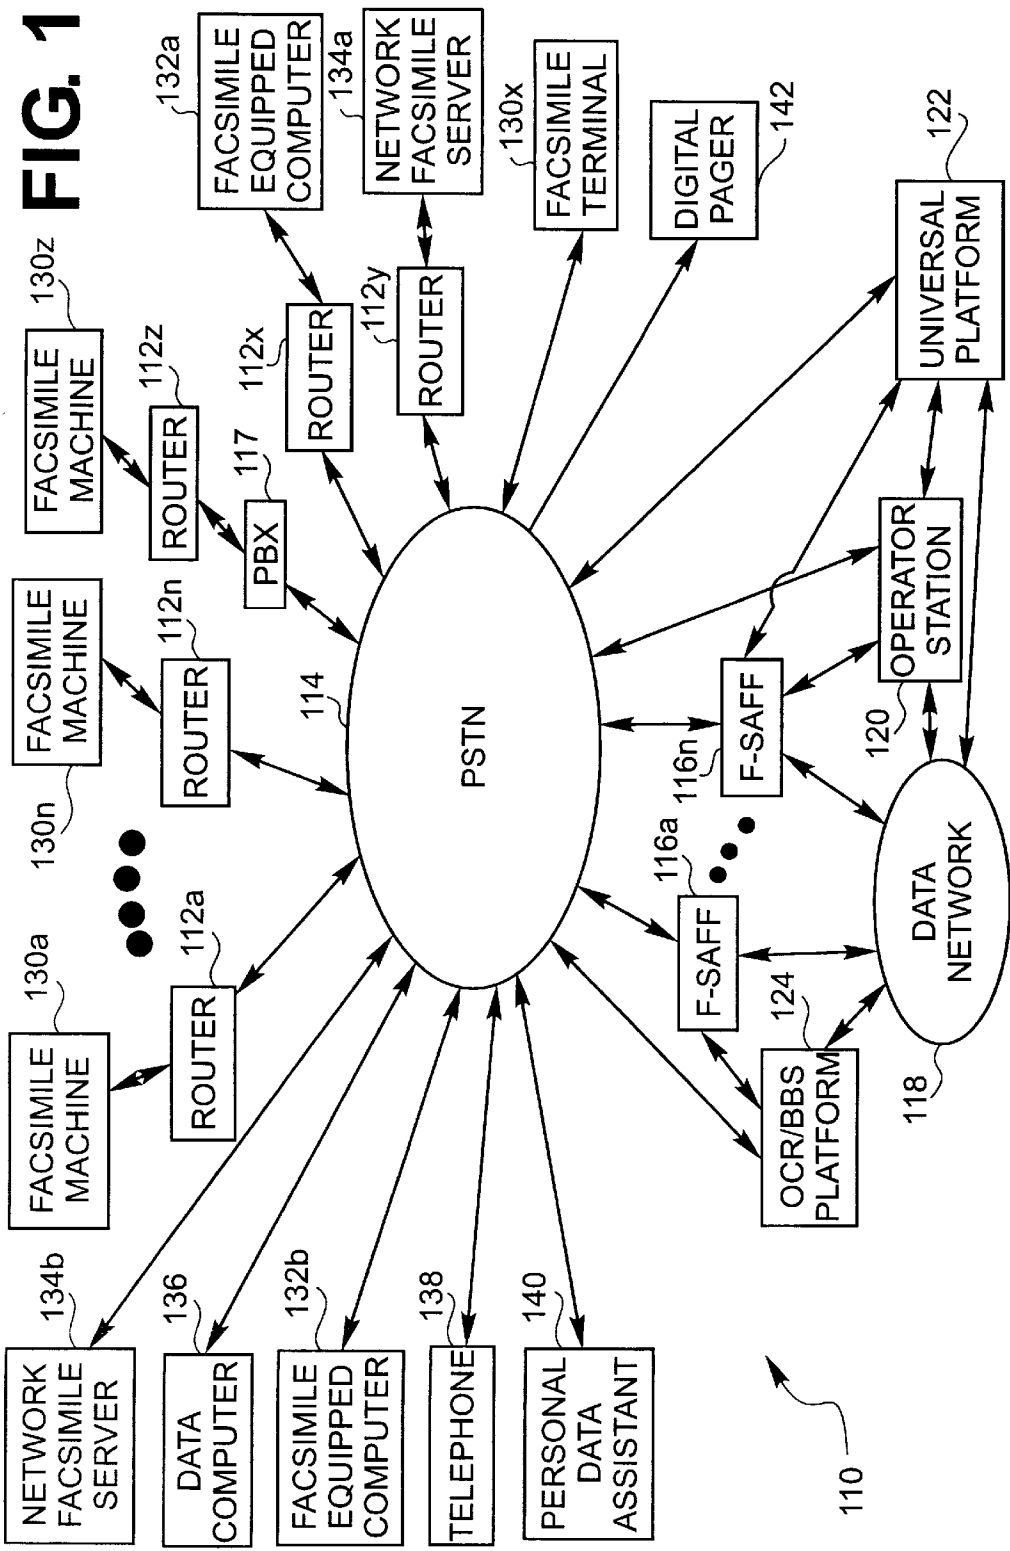 FIG. 1
NETWORK
FACSIMILE
SERVER
134b
DATA
COMPUTER
136
FACSIMILE
EQUIPPED
COMPUTER
132b
TELEPHONE
138
PERSONAL
DATA
ASSISTANT
140
110
FACSIMILE
MACHINE
130a
ROUTER
112a
FACSIMILE
MACHINE
130n
ROUTER
112n
FACSIMILE
MACHINE
130z
ROUTER
112z
PBX
117
ROUTER
112x
FACSIMILE
EQUIPPED
COMPUTER
132a
ROUTER
112y
NETWORK
FACSIMILE
SERVER
134a
FACSIMILE
TERMINAL
130x
DIGITAL
PAGER
142
PSTN
114
F-SAFF
116a
F-SAFF
116n
OCR/BBS
PLATFORM
124
DATA
NETWORK
118
OPERATOR
STATION
120
UNIVERSAL
PLATFORM
122